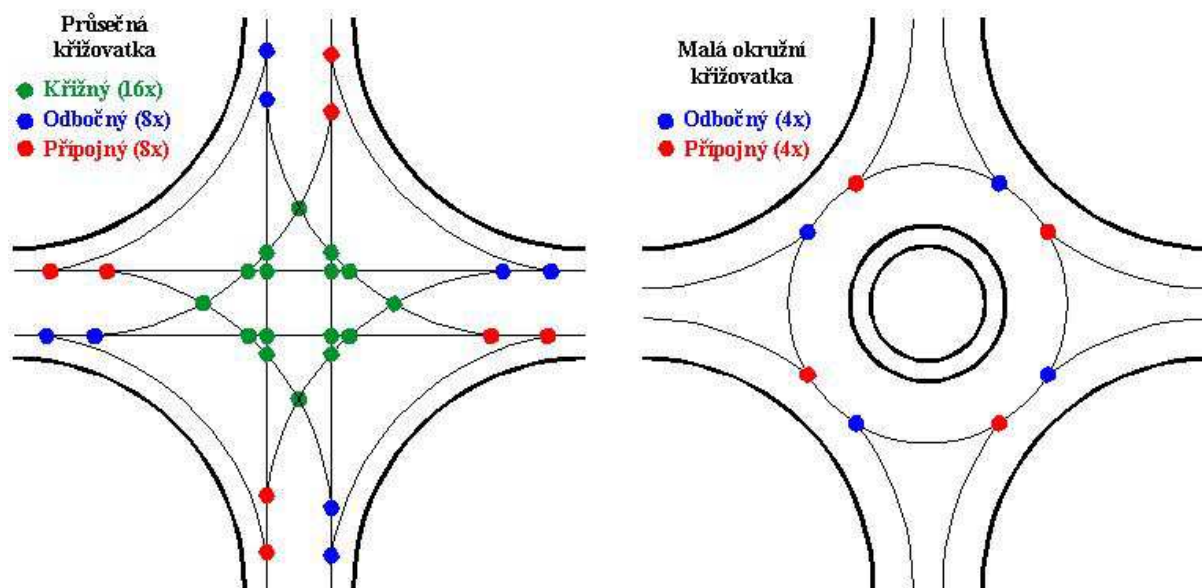 Průsečná
křižovatka
Křižný (16x)
Odbočný (8x)
Přípojný (8x)
Malá okružní
křižovatka
Odbočný (4x)
Přípojný (4x)